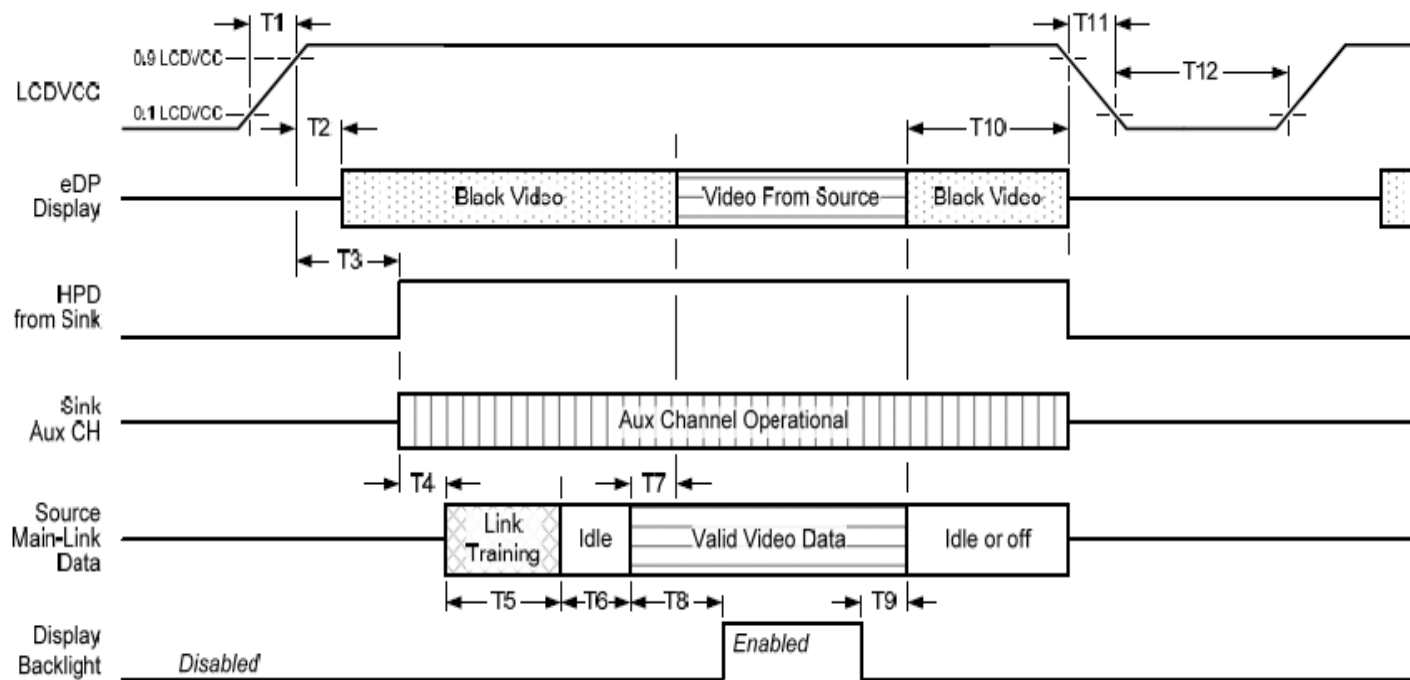 T1
T11
0.9 LCDVCC
T12
LCDVCC
0.1 LCDVCC
T2
T10
eDP
Display
Black Video
Video From Source
Black Video
T3
HPD
from Sink
Sink
Aux CH
Aux Channel Operational
T4
T7
Source
Main-Link
Data
Link
Training
Idle
Valid Video Data
Idle or off
T5
T6
T8
T9
Display
Backlight
Disabled
Enabled